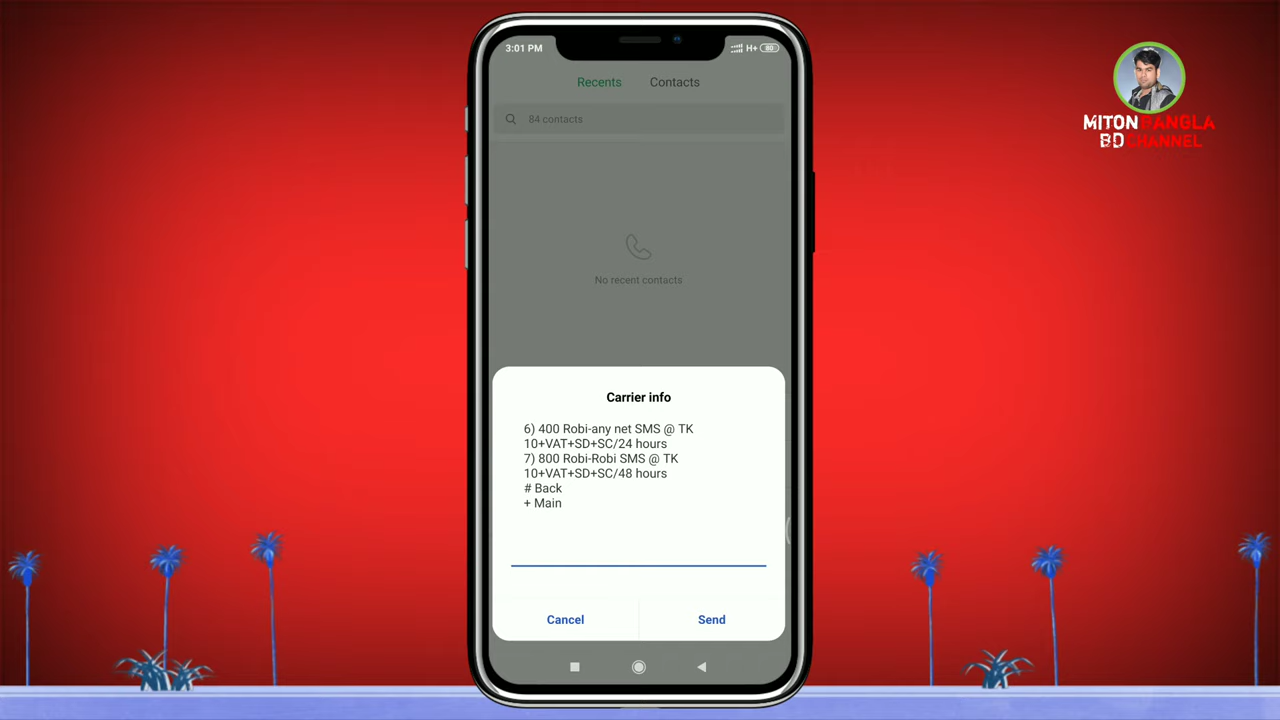 3:01 PM
H+
80
Recents
Contacts
84 contacts
No recent contacts
Carrier info
6) 400 Robi-any net SMS @ TK
10+VAT+SD+SC/24 hours
7) 800 Robi-Robi SMS @ TK
10+VAT+SD+SC/48 hours
# Back
+ Main
Cancel
Send
MITON BANGLA
BD CHANNEL